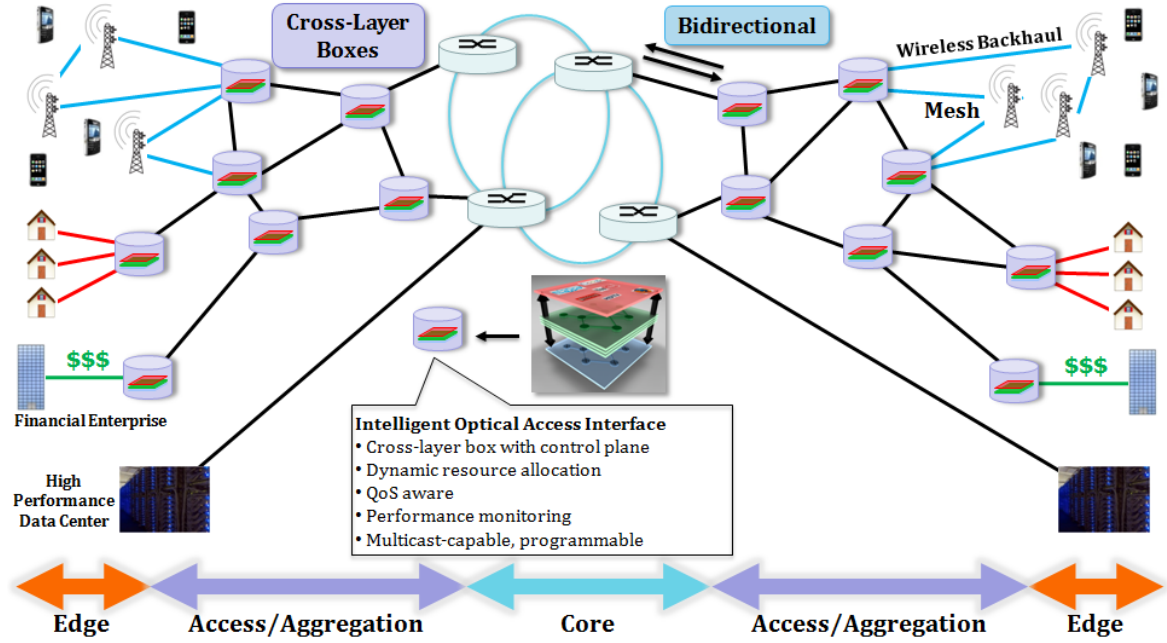 Cross-Layer
Boxes
Bidirectional
Wireless Backhaul
Mesh
$$$
$$$
Financial Enterprise
High
Performance
Data Center
Intelligent Optical Access Interface
• Cross-layer box with control plane
• Dynamic resource allocation
• QoS aware
• Performance monitoring
• Multicast-capable, programmable
Edge
Access/Aggregation
Core
Access/Aggregation
Edge